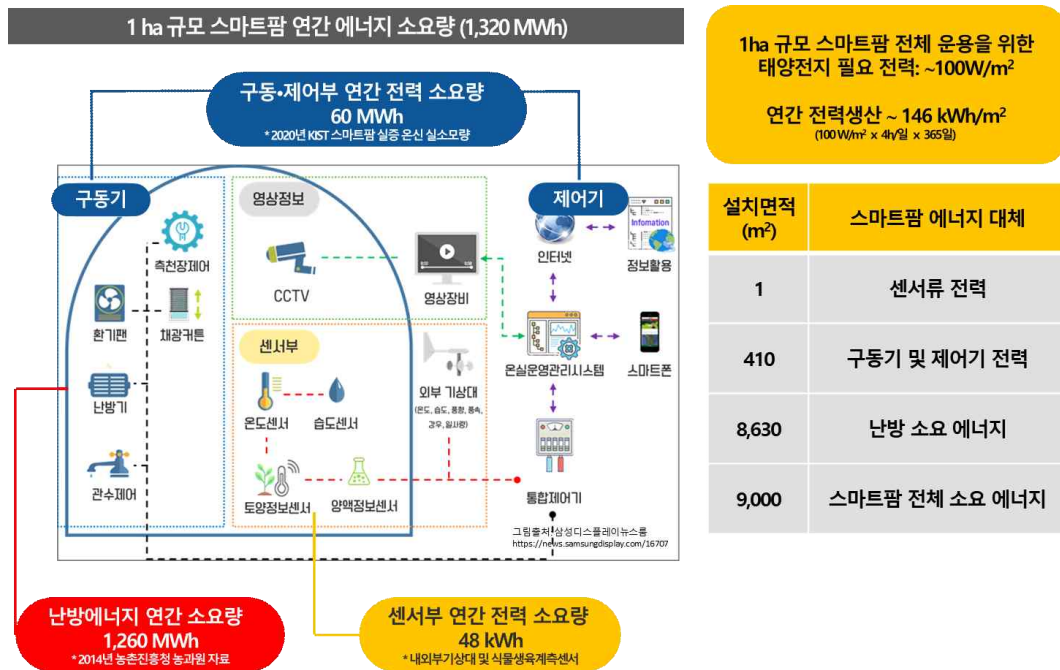 1 ha 규모 스마트팜 연간 에너지 소요량 (1,320 MWh)
구동•제어부 연간 전력 소요량
60 MWh
* 2020년 KIST 스마트팜 실증 온신 실소모량
구동기
영상정보
제어기
측천장제어
환기팬
채광커튼
난방기
관수제어
CCTV
영상장비
인터넷
Infomation
정보활용
센서부
온도센서
습도센서
외부 기상대
(온도, 습도, 풍향, 풍속,
강우, 일사량)
온실운영관리시스템
스마트폰
토양정보센서
양액정보센서
통합제어기
그림출처:삼성디스플레이뉴스룸
https://news.samsungdisplay.com/16707
난방에너지 연간 소요량
1,260 MWh
* 2014년 농촌진흥청 농과원 자료
센서부 연간 전력 소요량
48 kWh
* 내외부기상대 및 식물생육계측센서
1ha 규모 스마트팜 전체 운용을 위한
태양전지 필요 전력: ~100W/m²
연간 전력생산 ~ 146 kWh/m²
(100 W/m² x 4h/일 x 365일)
설치면적 (m²) 스마트팜 에너지 대체
1 센서류 전력
410 구동기 및 제어기 전력
8,630 난방 소요 에너지
9,000 스마트팜 전체 소요 에너지